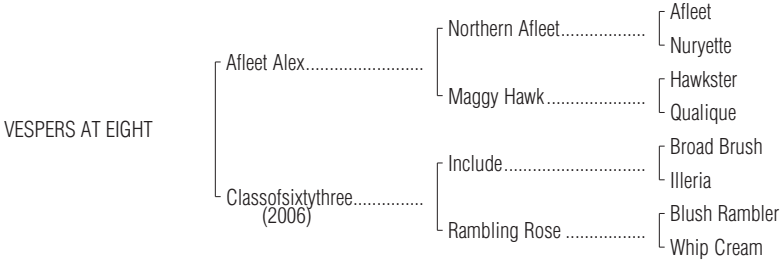 Afleet
Northern Afleet..................
Nuryette
Afleet Alex.........................
Hawkster
Maggy Hawk.....................
Qualique
VESPERS AT EIGHT
Broad Brush
Include..............................
Illeria
Classofsixtythree...............
(2006)
Blush Rambler
Rambling Rose .................
Whip Cream